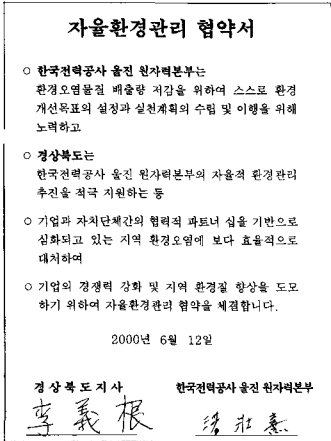 자율환경관리 협약서
○ 한국전력공사 울진 원자력본부는
환경오염물질 배출량 저감을 위하여 스스로 환경
개선목표의 설정과 실천계획의 수립 및 이행을 위해
노력하고
○ 경상북도는
한국전력공사 울진 원자력본부의 자율적 환경관리
추진을 적극 지원하는 등
○ 기업과 자치단체간의 협력적 파트너 십을 기반으로
심화되고 있는 지역 환경오염에 보다 효율적으로
대처하여
○ 기업의 경쟁력 강화 및 지역 환경질 향상을 도모
하기 위하여 자율환경관리 협약을 체결합니다.
2000년 6월 12일
경상북도지사 한국전력공사 울진 원자력본부
李義根